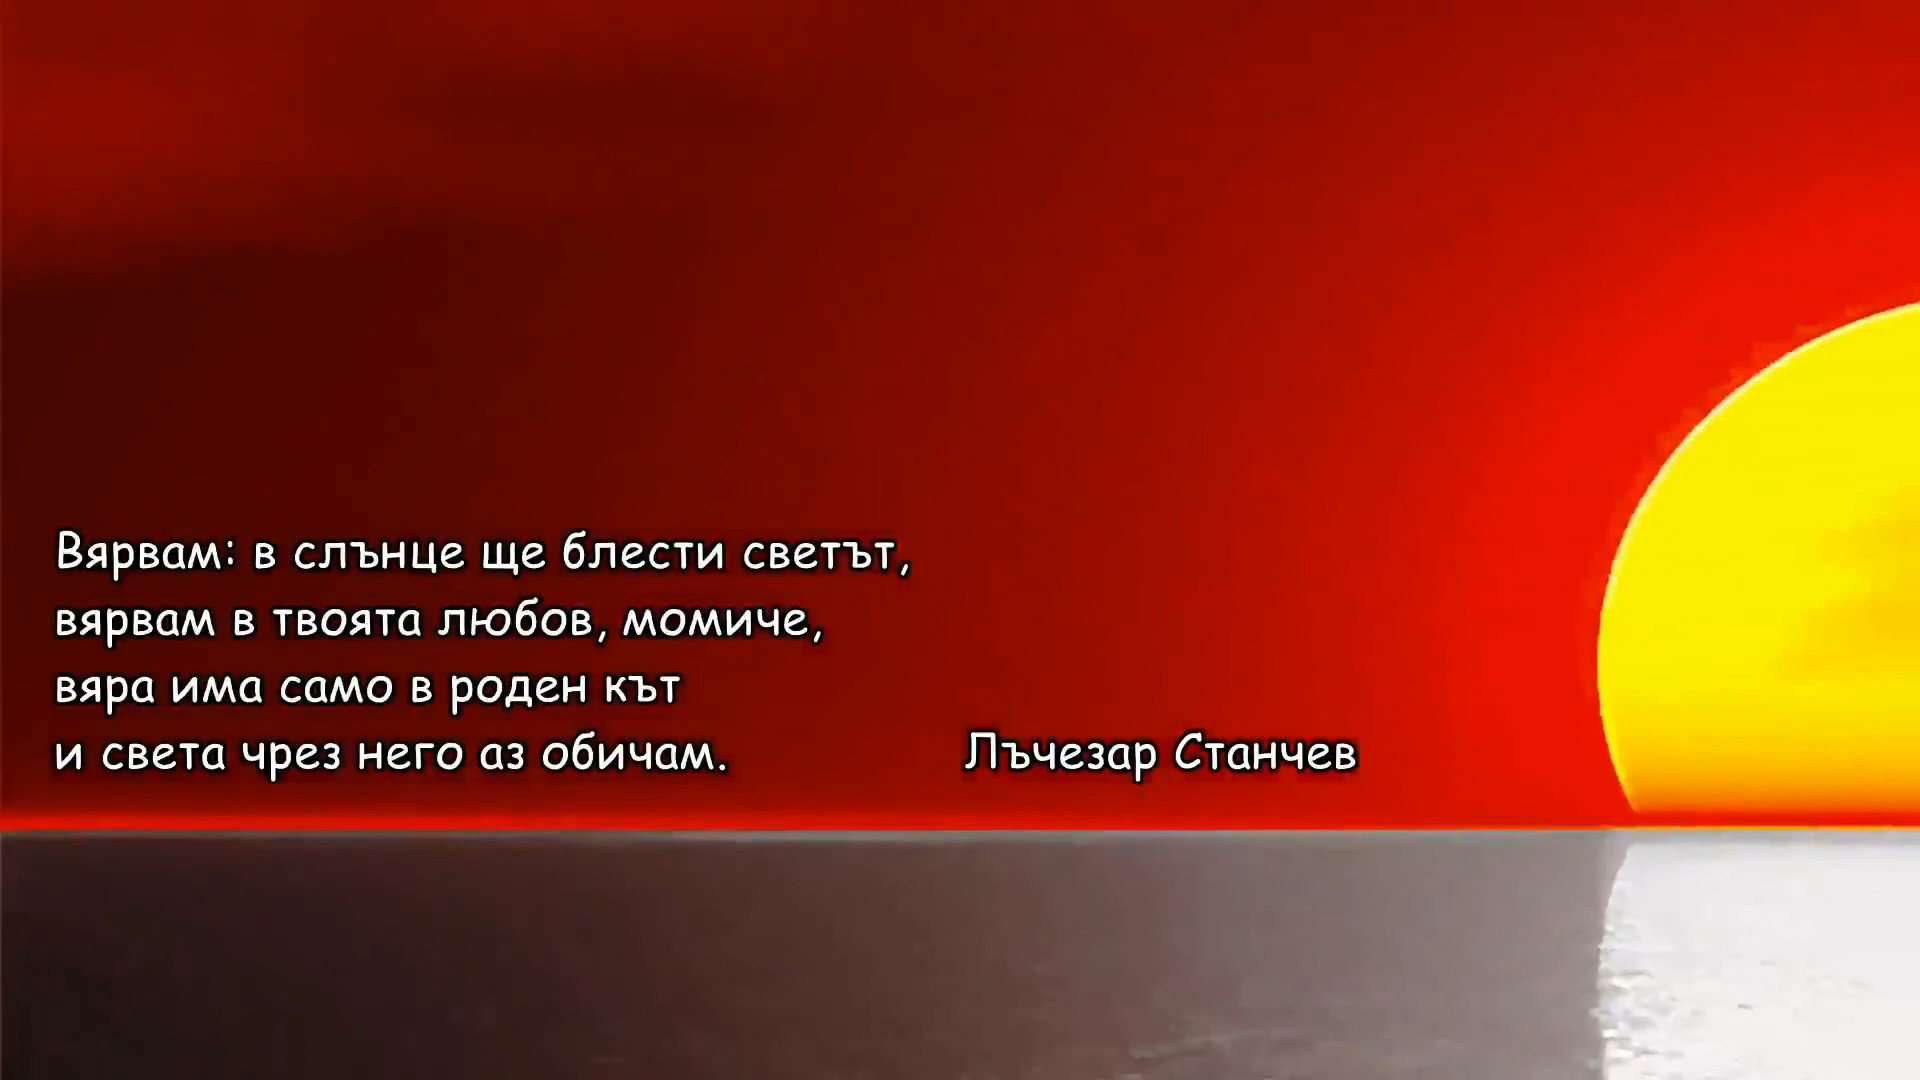 Вярвам: в слънце ще блести светът,
вярвам в твоята любов, момиче,
вяра има само в роден кът
и света чрез него аз обичам. Лъчезар Станчев